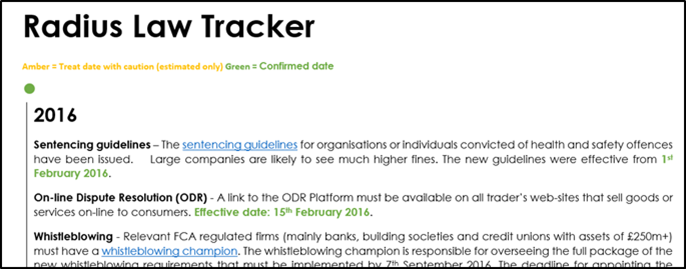 Radius Law Tracker
Amber = Treat date with caution (estimated only) Green = Confirmed date
2016
Sentencing guidelines – The sentencing guidelines for organisations or individuals convicted of health and safety offences
have been issued. Large companies are likely to see much higher fines. The new guidelines were effective from 1st
February 2016.
On-line Dispute Resolution (ODR) - A link to the ODR Platform must be available on all trader's web-sites that sell goods or
services on-line to consumers. Effective date: 15th February 2016.
Whistleblowing - Relevant FCA regulated firms (mainly banks, building societies and credit unions with assets of £250m+)
must have a whistleblowing champion. The whistleblowing champion is responsible for overseeing the full package of the
new whistleblowing requirements that must be implemented by 7th September 2016. The deadline for appointing the